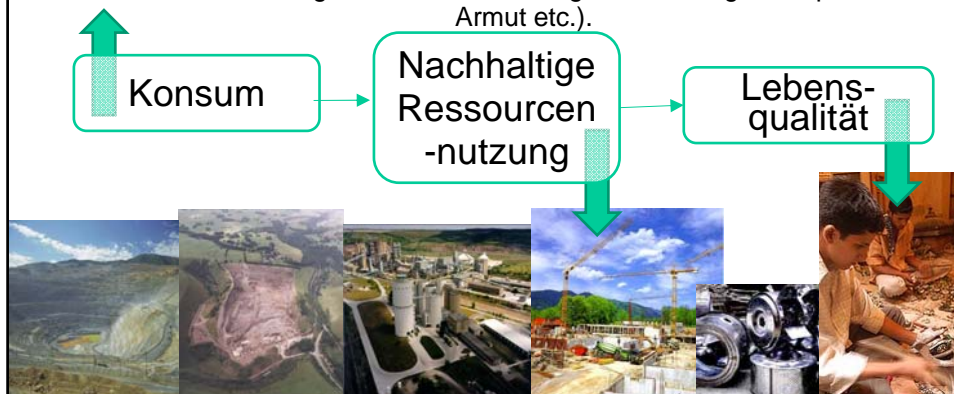 Armut etc.).
Konsum
Nachhaltige
Ressourcen
-nutzung
Lebens-
qualität